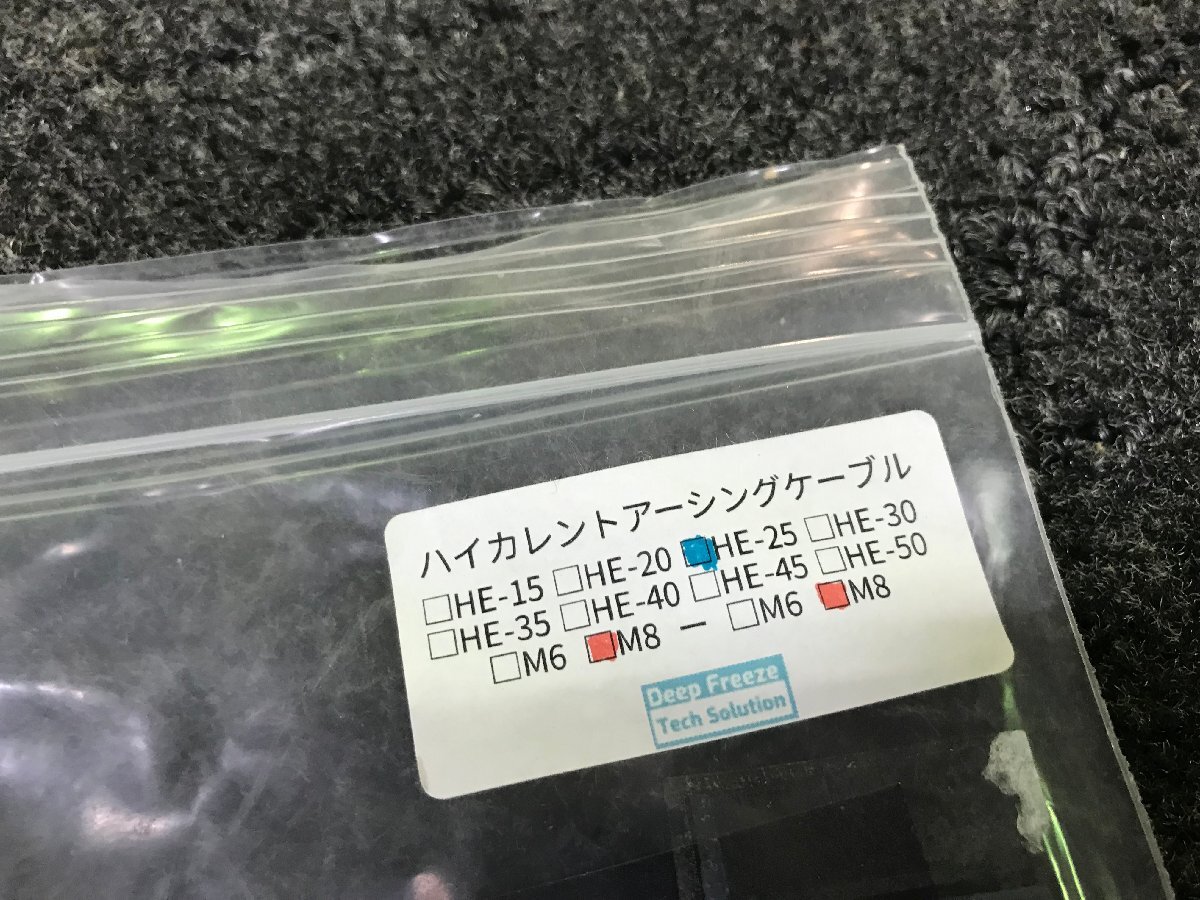 ハイカレントアーシングケーブル
□HE-15 □HE-20 ■HE-25 □HE-30
□HE-35 □HE-40 □HE-45 □HE-50
□M6 ■M8 － □M6 ■M8
Deep Freeze
Tech Solution